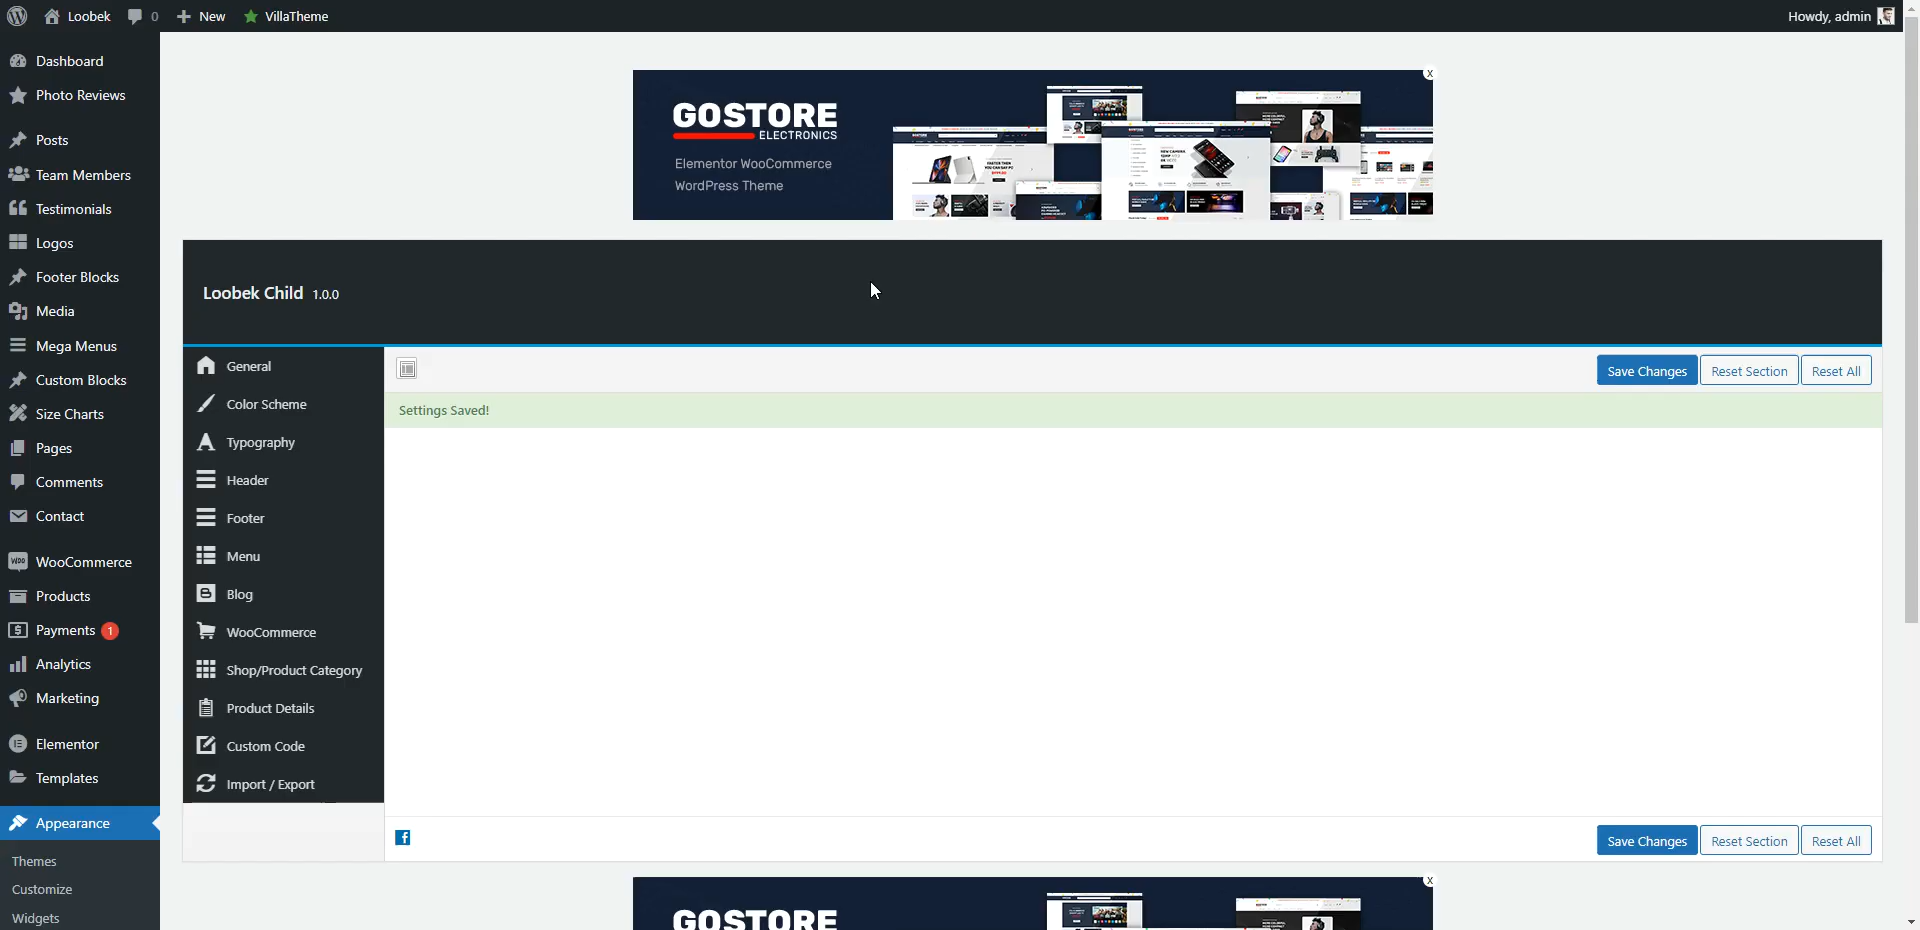 Loobek
0
New
VillaTheme
Howdy, admin
Dashboard
Photo Reviews
Posts
Team Members
Testimonials
Logos
Footer Blocks
Media
Mega Menus
Custom Blocks
Size Charts
Pages
Comments
Contact
WooCommerce
Products
Payments 1
Analytics
Marketing
Elementor
Templates
Appearance
Themes
Customize
Widgets
x
GOSTORE
ELECTRONICS
Elementor WooCommerce
WordPress Theme
Loobek Child 1.0.0
General
Color Scheme
Typography
Header
Footer
Menu
Blog
WooCommerce
Shop/Product Category
Product Details
Custom Code
Import / Export
Save Changes
Reset Section
Reset All
Settings Saved!
Save Changes
Reset Section
Reset All
x
GOSTORE